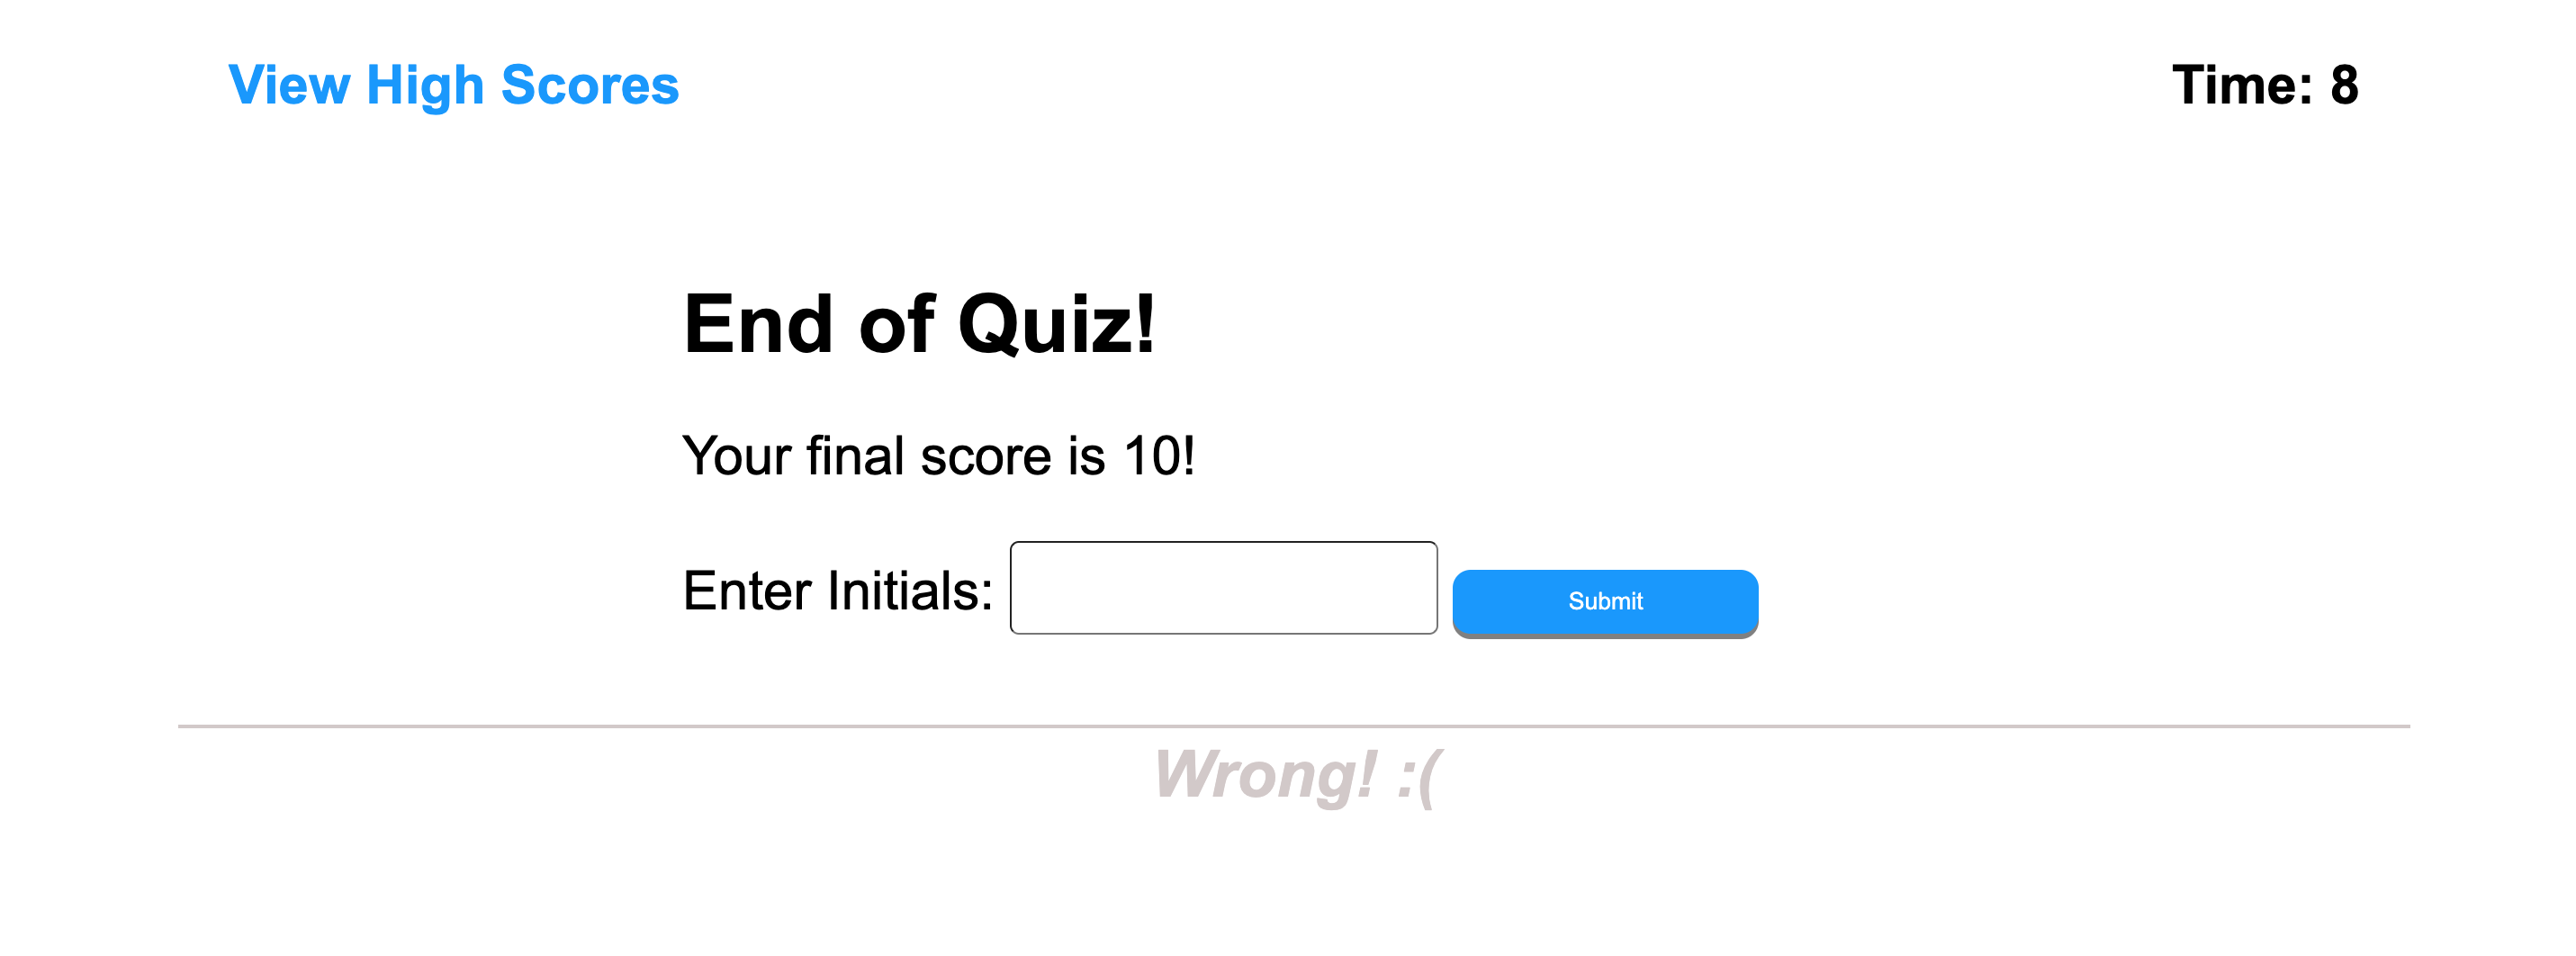 View High Scores
Time: 8
End of Quiz!
Your final score is 10!
Enter Initials:
Submit
Wrong! :(